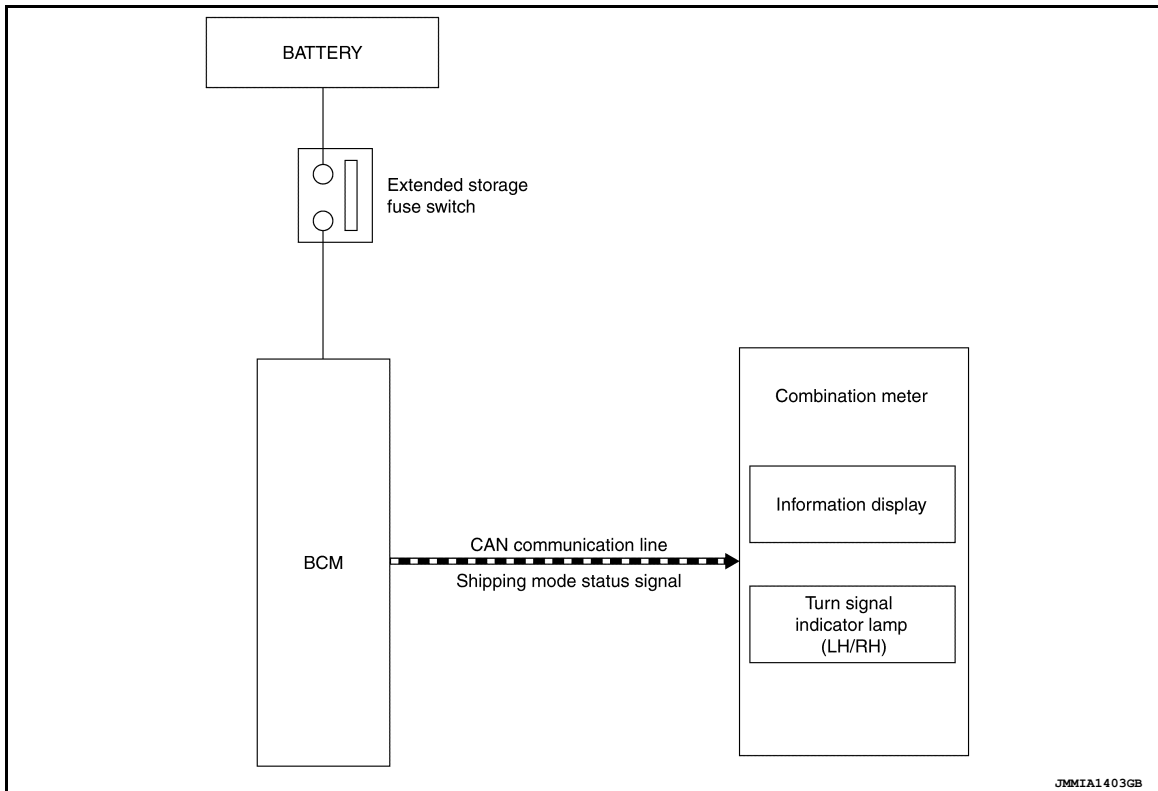 BATTERY
Extended storage
fuse switch
Combination meter
Information display
CAN communication line
BCM
Shipping mode status signal
Turn signal
indicator lamp
(LH/RH)
JMMIA1403GB